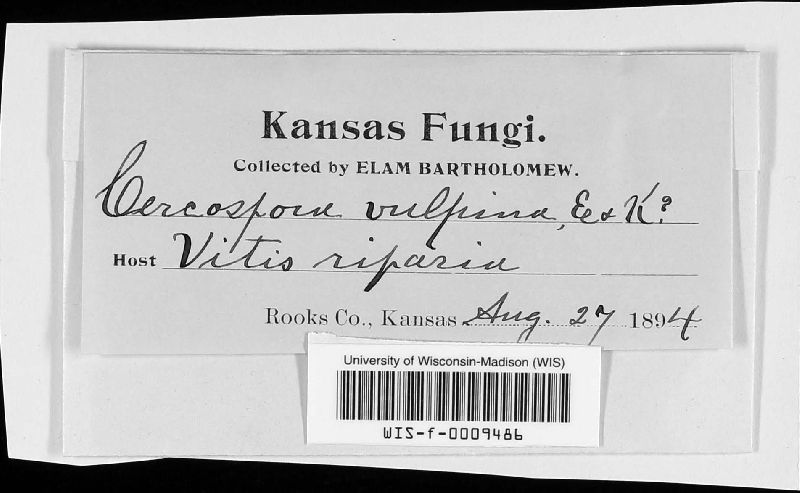 Kansas Fungi.
Collected by ELAM BARTHOLOMEW.
Cercospora vulpina, E & K?
Host Vitis riparia
Rooks Co., Kansas Aug. 27 1894
University of Wisconsin-Madison (WIS)
WIS-f-0009486